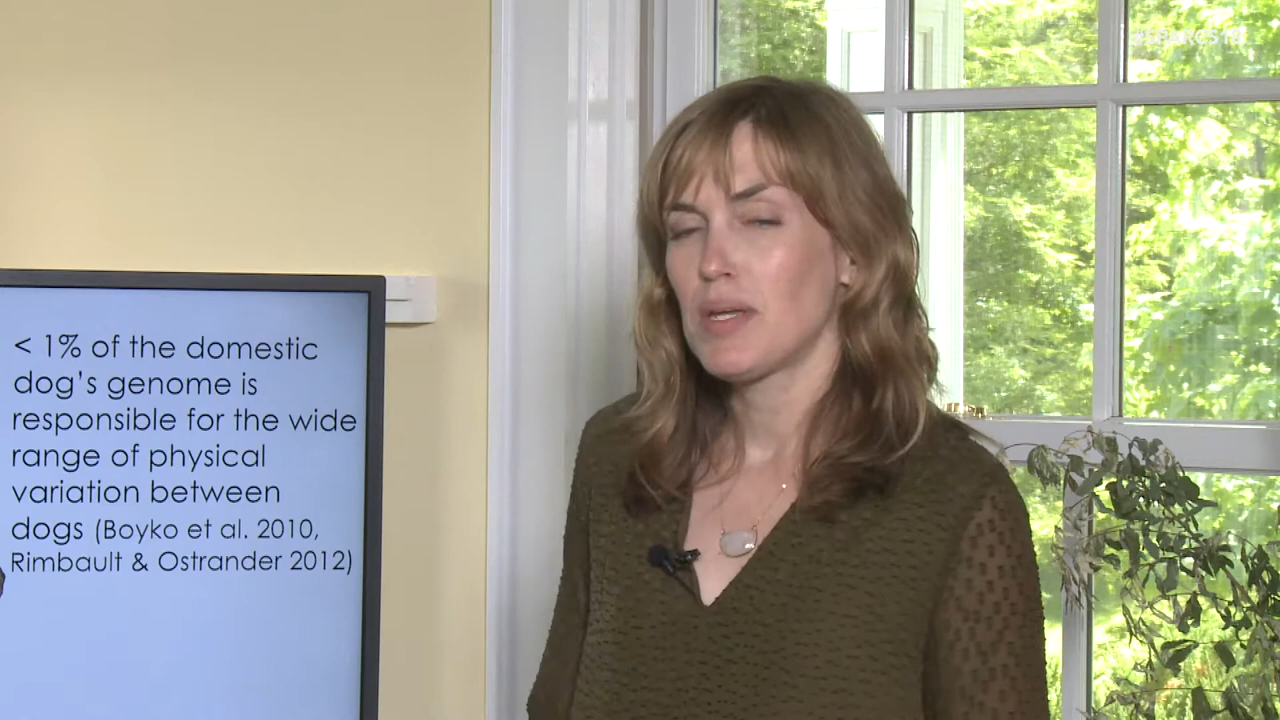 < 1% of the domestic
dog's genome is
responsible for the wide
range of physical
variation between
dogs (Boyko et al. 2010,
Rimbault & Ostrander 2012)